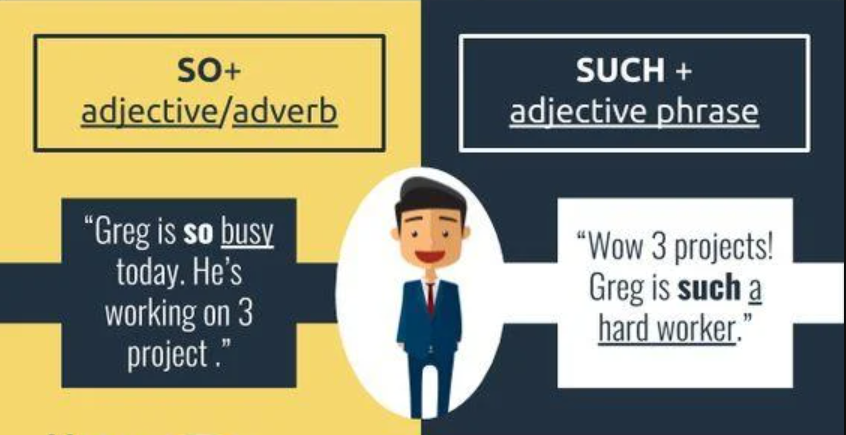 SO+
adjective/adverb
SUCH +
adjective phrase
“Greg is so busy
today. He’s
working on 3
project .”
“Wow 3 projects!
Greg is such a
hard worker.”